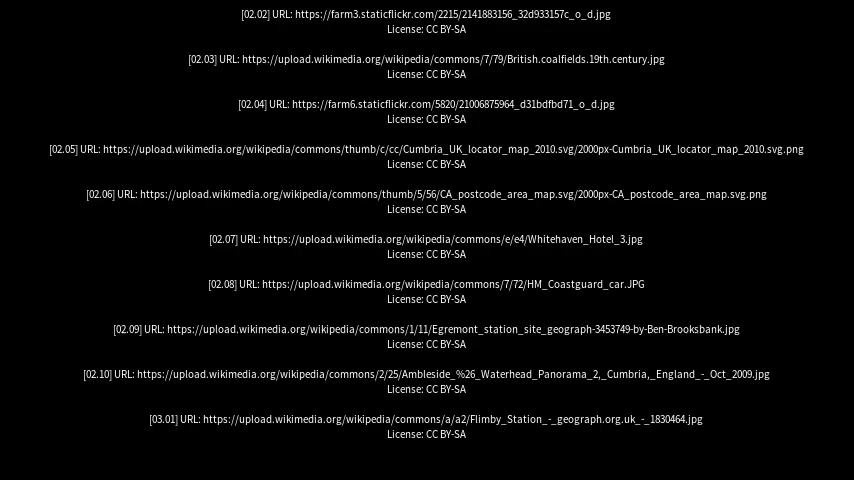 [02.02] URL: https://farm3.staticflickr.com/2215/2141883156_32d933157c_o_d.jpg
License: CC BY-SA
[02.03] URL: https://upload.wikimedia.org/wikipedia/commons/7/79/British.coalfields.19th.century.jpg
License: CC BY-SA
[02.04] URL: https://farm6.staticflickr.com/5820/21006875964_d31bdfbd71_o_d.jpg
License: CC BY-SA
[02.05] URL: https://upload.wikimedia.org/wikipedia/commons/thumb/c/cc/Cumbria_UK_locator_map_2010.svg/2000px-Cumbria_UK_locator_map_2010.svg.png
License: CC BY-SA
[02.06] URL: https://upload.wikimedia.org/wikipedia/commons/thumb/5/56/CA_postcode_area_map.svg/2000px-CA_postcode_area_map.svg.png
License: CC BY-SA
[02.07] URL: https://upload.wikimedia.org/wikipedia/commons/e/e4/Whitehaven_Hotel_3.jpg
License: CC BY-SA
[02.08] URL: https://upload.wikimedia.org/wikipedia/commons/7/72/HM_Coastguard_car.JPG
License: CC BY-SA
[02.09] URL: https://upload.wikimedia.org/wikipedia/commons/1/11/Egremont_station_site_geograph-3453749-by-Ben-Brooksbank.jpg
License: CC BY-SA
[02.10] URL: https://upload.wikimedia.org/wikipedia/commons/2/25/Ambleside_%26_Waterhead_Panorama_2,_Cumbria,_England_-_Oct_2009.jpg
License: CC BY-SA
[03.01] URL: https://upload.wikimedia.org/wikipedia/commons/a/a2/Flimby_Station_-_geograph.org.uk_-_1830464.jpg
License: CC BY-SA